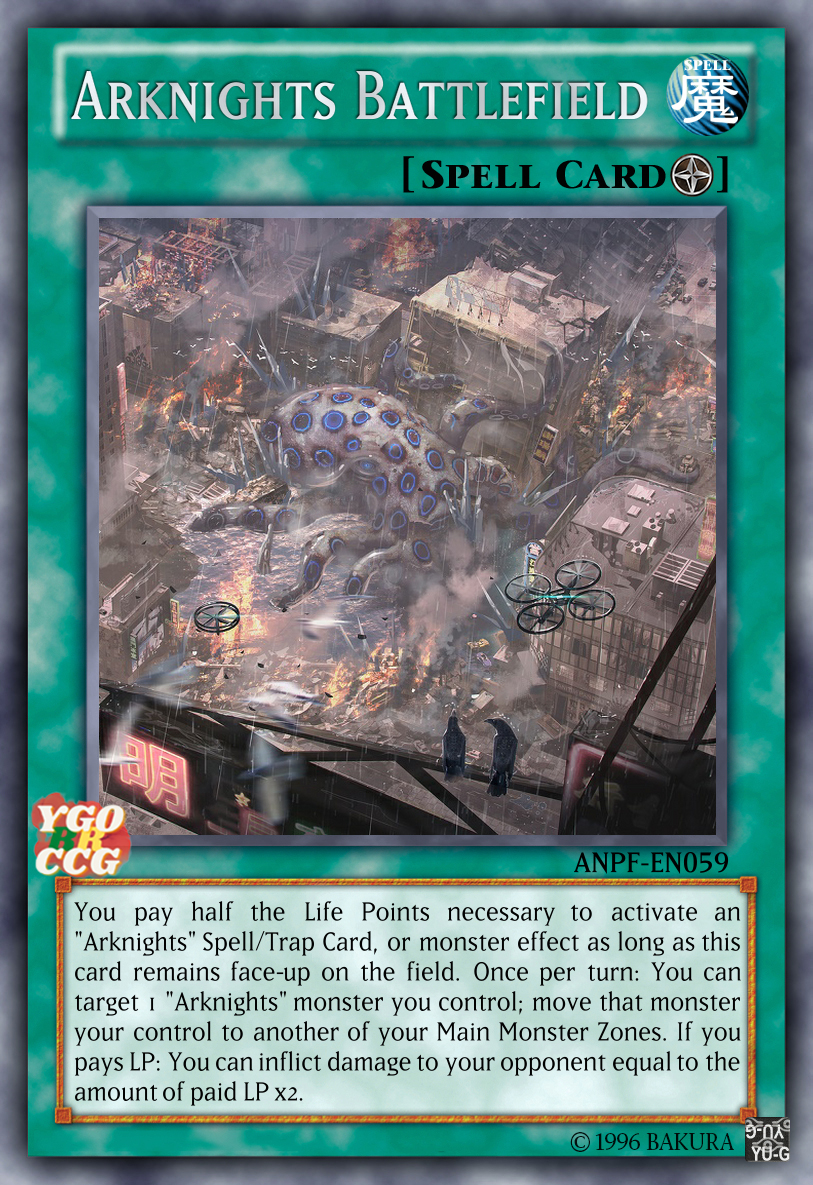 ARKNIGHTS BATTLEFIELD
SPELL
魔
[SPELL CARD]
明
YGO
BR
CCG
ANPF-EN059
You pay half the Life Points necessary to activate an
"Arknights" Spell/Trap Card, or monster effect as long as this
card remains face-up on the field. Once per turn: You can
target 1 "Arknights" monster you control; move that monster
your control to another of your Main Monster Zones. If you
pays LP: You can inflict damage to your opponent equal to the
amount of paid LP x2.
© 1996 BAKURA
YU-G
YU-G